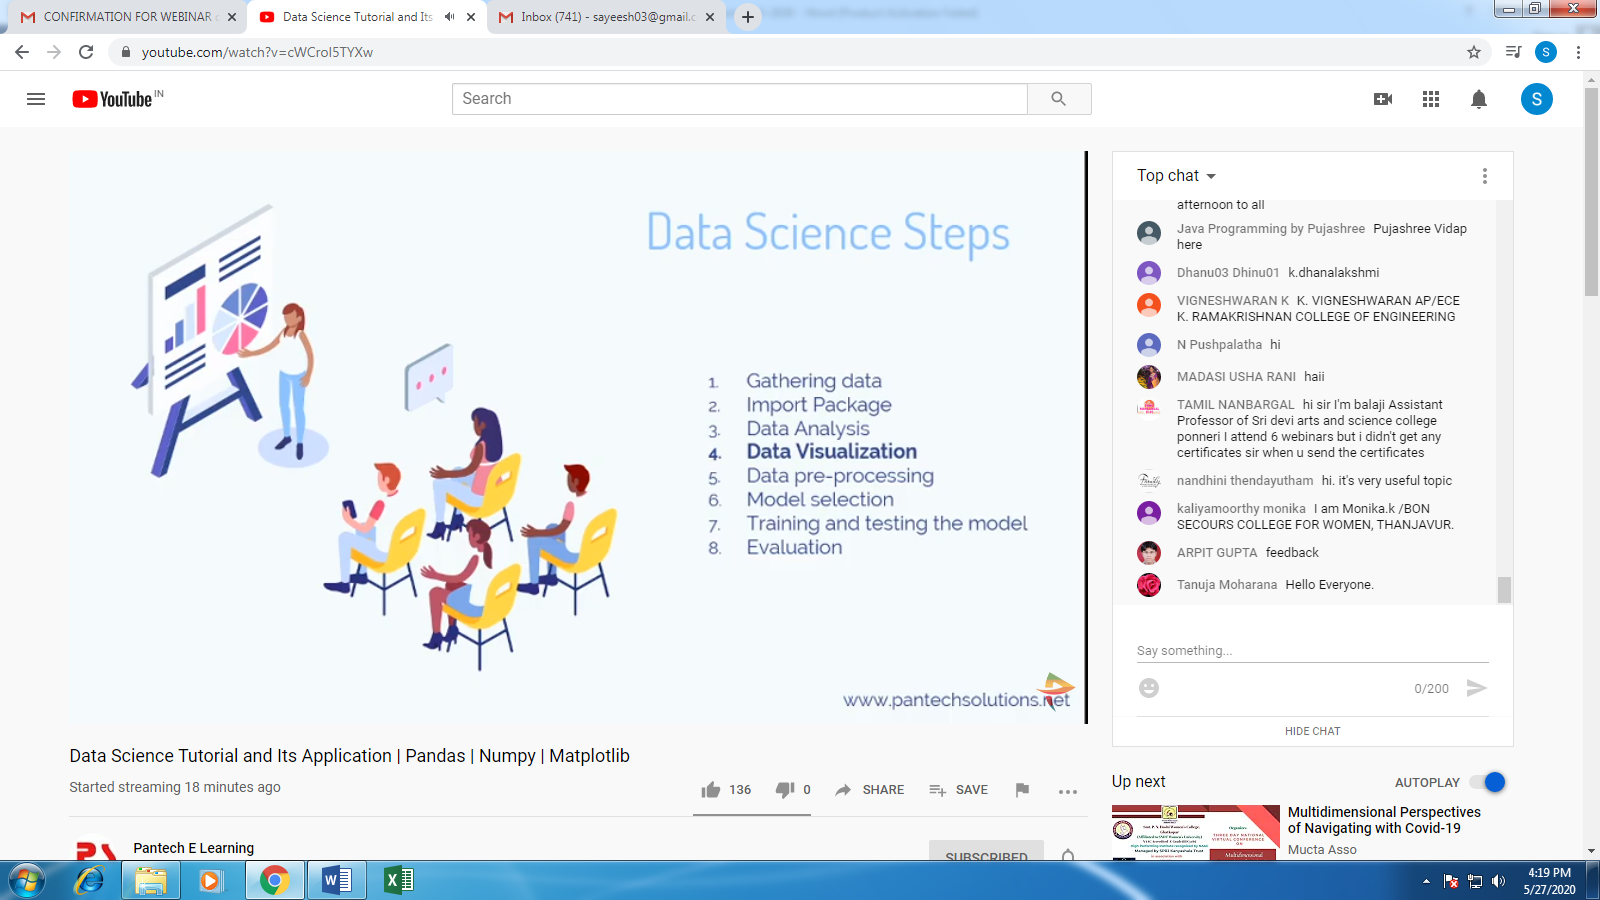 CONFIRMATION FOR WEBINAR
Data Science Tutorial and Its
Inbox (741) - sayeesh03@gmail.c
youtube.com/watch?v=cWCroI5TYXw
S
YouTube IN
Search
S
Data Science Steps
1. Gathering data
2. Import Package
3. Data Analysis
4. Data Visualization
5. Data pre-processing
6. Model selection
7. Training and testing the model
8. Evaluation
www.pantechsolutions.net
Data Science Tutorial and Its Application | Pandas | Numpy | Matplotlib
Started streaming 18 minutes ago
136
0
SHARE
SAVE
Pantech E Learning
SUBSCRIBED
Top chat
afternoon to all
Java Programming by Pujashree Pujashree Vidap
here
Dhanu03 Dhinu01 k.dhanalakshmi
VIGNESHWARAN K K. VIGNESHWARAN AP/ECE
K. RAMAKRISHNAN COLLEGE OF ENGINEERING
N Pushpalatha hi
MADASI USHA RANI haii
TAMIL NANBARGAL hi sir I'm balaji Assistant
Professor of Sri devi arts and science college
ponneri I attend 6 webinars but i didn't get any
certificates sir when u send the certificates
nandhini thendayutham hi. it's very useful topic
kaliyamoorthy monika I am Monika.k /BON
SECOURS COLLEGE FOR WOMEN, THANJAVUR.
ARPIT GUPTA feedback
Tanuja Moharana Hello Everyone.
Say something...
0/200
HIDE CHAT
Up next
AUTOPLAY
Multidimensional Perspectives
of Navigating with Covid-19
Mucta Asso
4:19 PM
5/27/2020